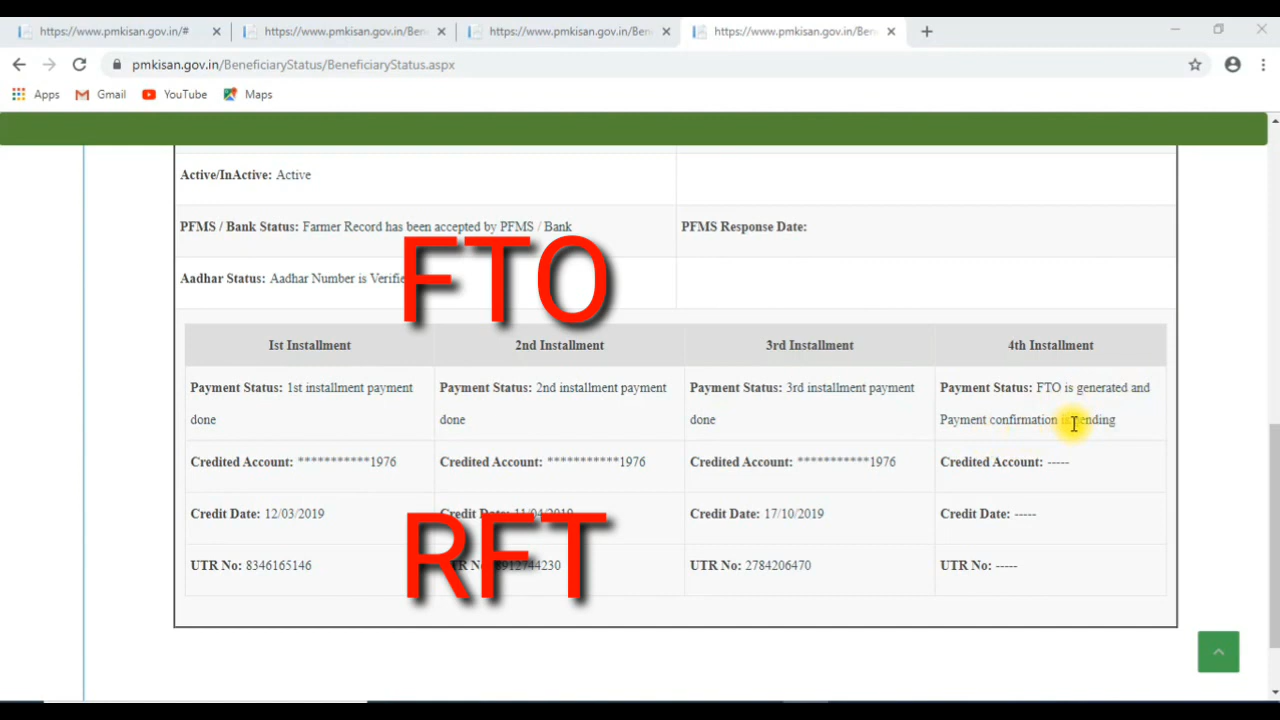 https://www.pmkisan.gov.in/#
https://www.pmkisan.gov.in/Ben
https://www.pmkisan.gov.in/Ben
https://www.pmkisan.gov.in/Ben
pmkisan.gov.in/BeneficiaryStatus/BeneficiaryStatus.aspx
Apps Gmail YouTube Maps
Active/InActive: Active
PFMS / Bank Status: Farmer Record has been accepted by PFMS / Bank
PFMS Response Date:
Aadhar Status: Aadhar Number is
FTO
1st Installment 2nd Installment 3rd Installment 4th Installment
Payment Status: 1st installment payment
done
Payment Status: 2nd installment payment
done
Payment Status: 3rd installment payment
done
Payment Status: FTO is generated and
Payment confirmation is pending
Credited Account: ***********1976
Credited Account: ***********1976
Credited Account: ***********1976
Credited Account: -----
Credit Date: 12/03/2019
Credit Date:
Credit Date: 17/10/2019
Credit Date: -----
RFT
UTR No: 8346165146
UTR No: 2784206470
UTR No: -----